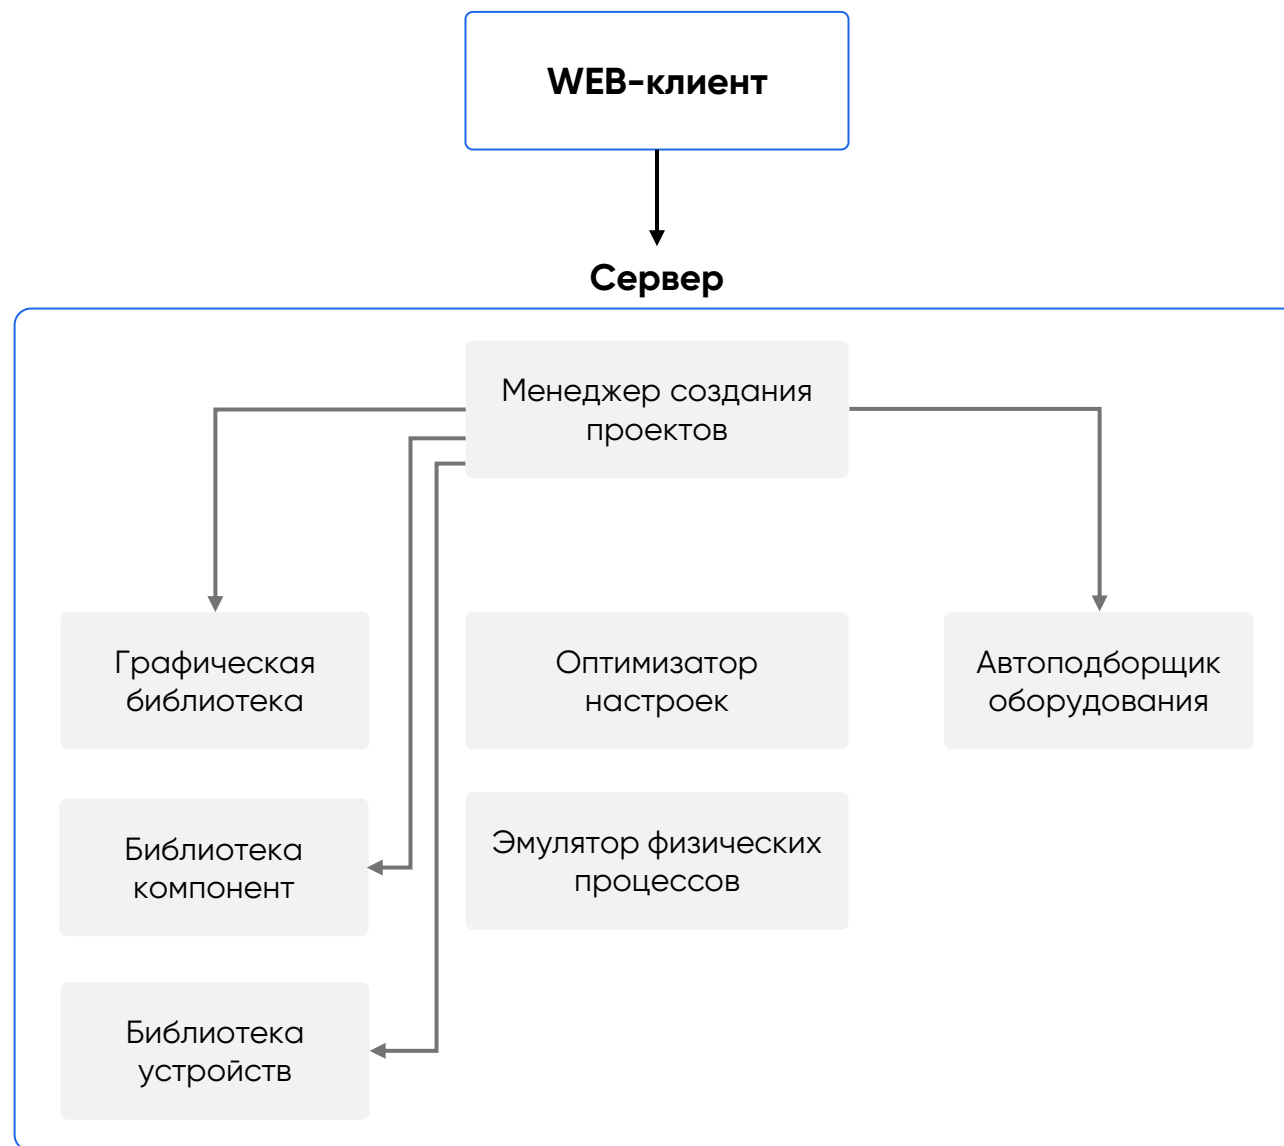 WEB-клиент
Сервер
Менеджер создания
проектов
Графическая
библиотека
Оптимизатор
настроек
Автоподборщик
оборудования
Библиотека
компонент
Эмулятор физических
процессов
Библиотека
устройств